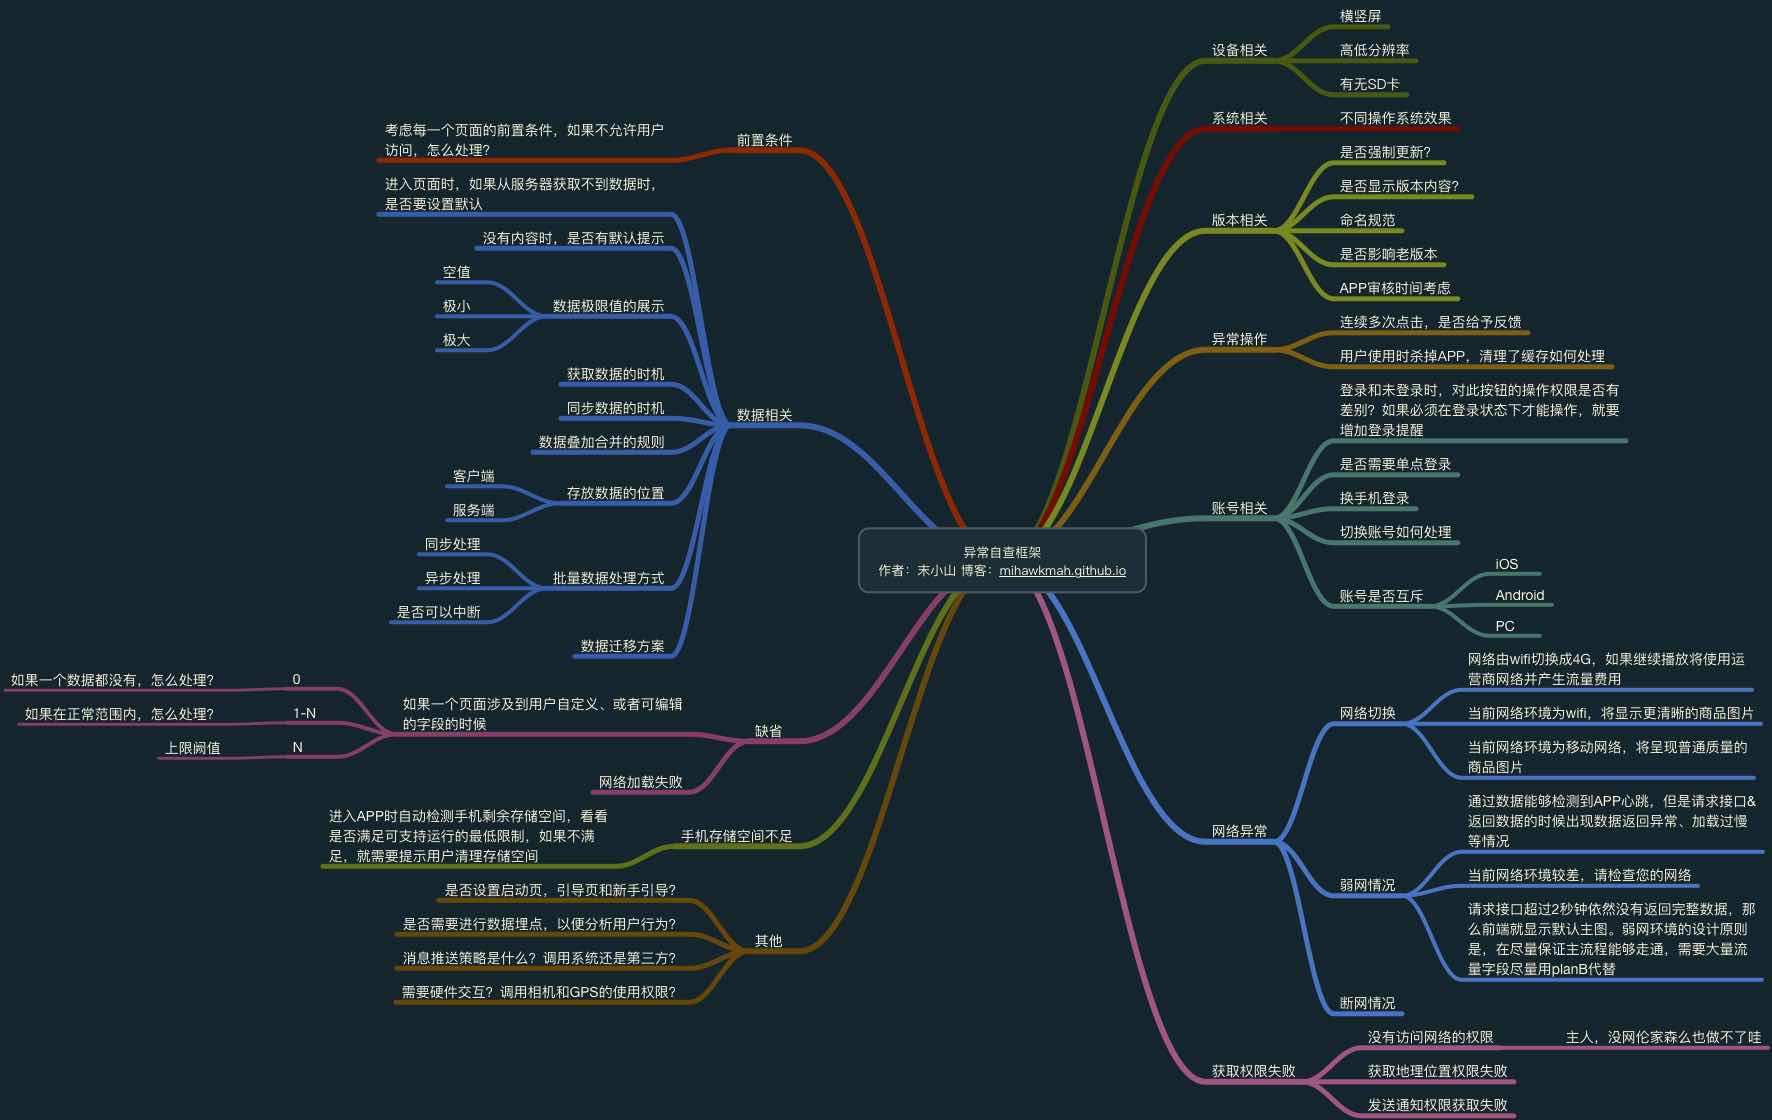 异常自查框架
作者：末小山 博客：mihawkmah.github.io
设备相关
横竖屏
高低分辨率
有无SD卡
系统相关
不同操作系统效果
版本相关
是否强制更新？
是否显示版本内容？
命名规范
是否影响老版本
APP审核时间考虑
异常操作
连续多次点击，是否给予反馈
用户使用时杀掉APP，清理了缓存如何处理
账号相关
登录和未登录时，对此按钮的操作权限是否有
差别？如果必须在登录状态下才能操作，就要
增加登录提醒
是否需要单点登录
换手机登录
切换账号如何处理
账号是否互斥
iOS
Android
PC
网络异常
网络切换
网络由wifi切换成4G，如果继续播放将使用运
营商网络并产生流量费用
当前网络环境为wifi，将显示更清晰的商品图片
当前网络环境为移动网络，将呈现普通质量的
商品图片
弱网情况
通过数据能够检测到APP心跳，但是请求接口&
返回数据的时候出现数据返回异常、加载过慢
等情况
当前网络环境较差，请检查您的网络
请求接口超过2秒钟依然没有返回完整数据，那
么前端就显示默认主图。弱网环境的设计原则
是，在尽量保证主流程能够走通，需要大量流
量字段尽量用planB代替
断网情况
获取权限失败
没有访问网络的权限
主人，没网伦家森么也做不了哇
获取地理位置权限失败
发送通知权限获取失败
前置条件
考虑每一个页面的前置条件，如果不允许用户
访问，怎么处理？
数据相关
进入页面时，如果从服务器获取不到数据时，
是否要设置默认
没有内容时，是否有默认提示
数据极限值的展示
空值
极小
极大
获取数据的时机
同步数据的时机
数据叠加合并的规则
存放数据的位置
客户端
服务端
批量数据处理方式
同步处理
异步处理
是否可以中断
数据迁移方案
缺省
如果一个页面涉及到用户自定义、或者可编辑
的字段的时候
0
如果一个数据都没有，怎么处理？
1-N
如果在正常范围内，怎么处理？
N
上限阙值
网络加载失败
手机存储空间不足
进入APP时自动检测手机剩余存储空间，看看
是否满足可支持运行的最低限制，如果不满
足，就需要提示用户清理存储空间
其他
是否设置启动页，引导页和新手引导？
是否需要进行数据埋点，以便分析用户行为？
消息推送策略是什么？调用系统还是第三方？
需要硬件交互？调用相机和GPS的使用权限？